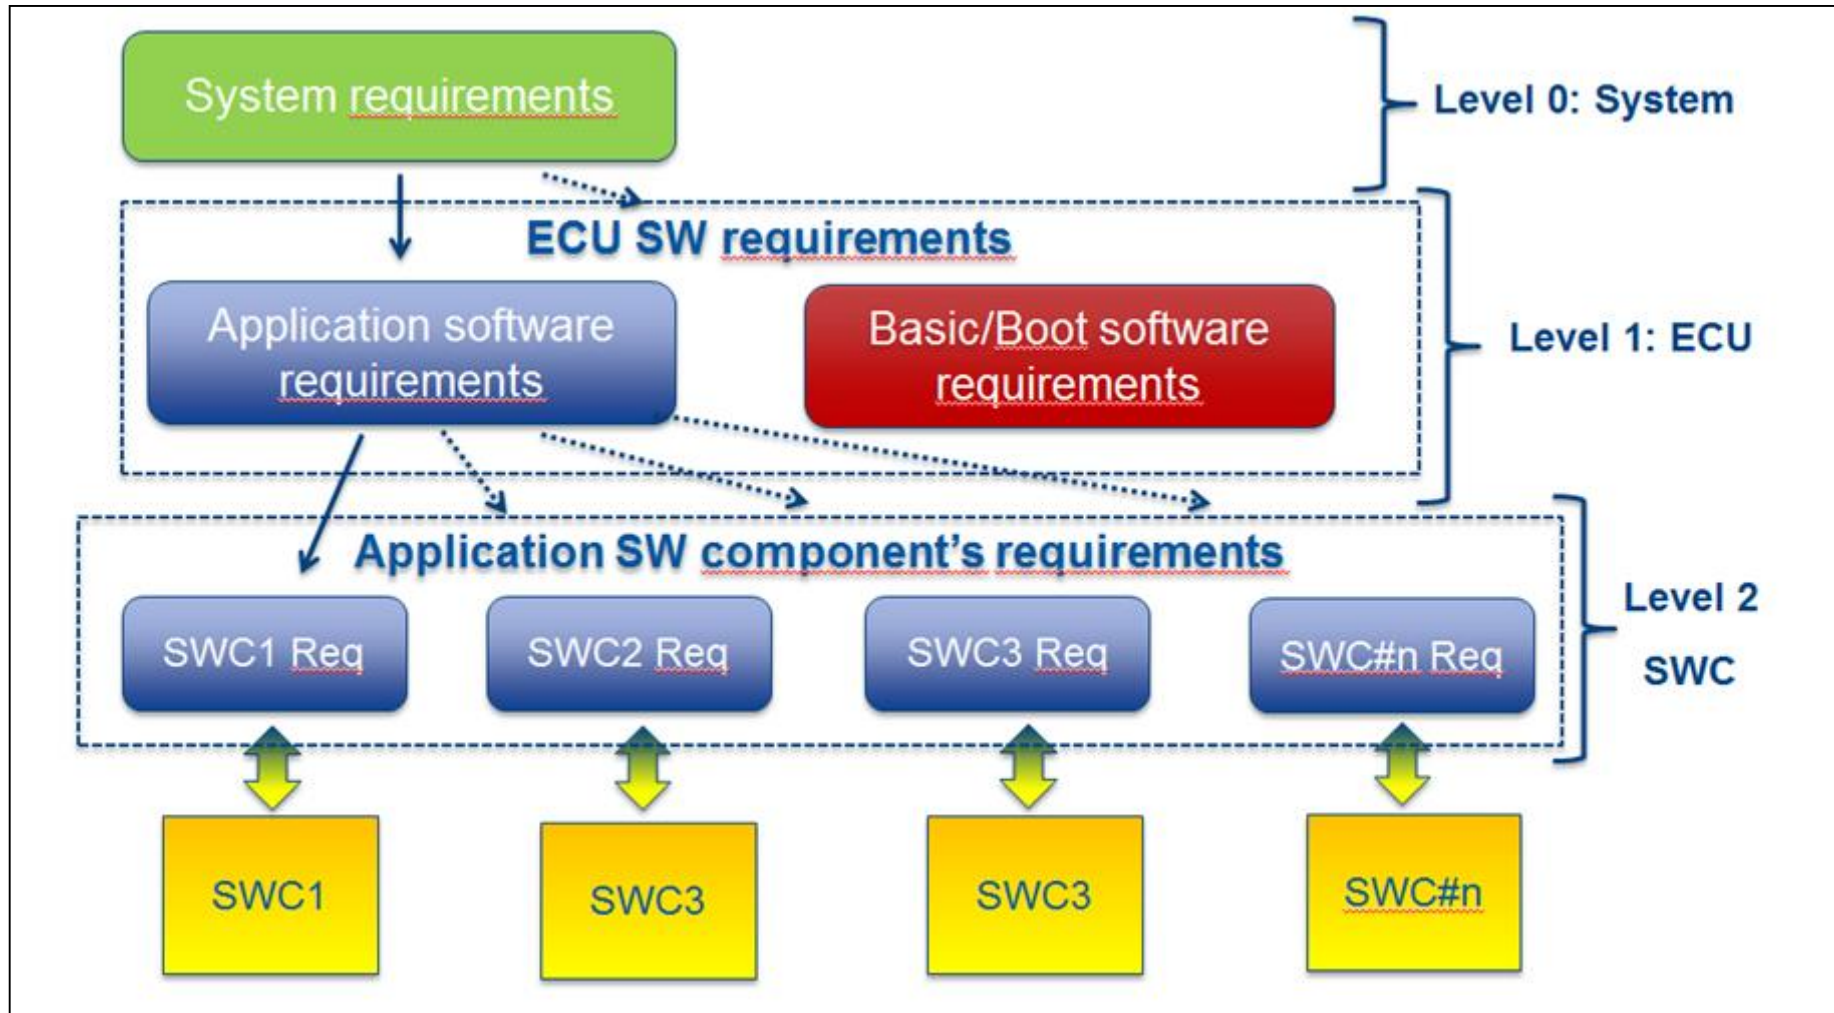 System requirements
Level 0: System
ECU SW requirements
Application software
requirements
Basic/Boot software
requirements
Level 1: ECU
Application SW component's requirements
SWC1 Req
SWC2 Req
SWC3 Req
SWC#n Req
Level 2
SWC
SWC1
SWC3
SWC3
SWC#n